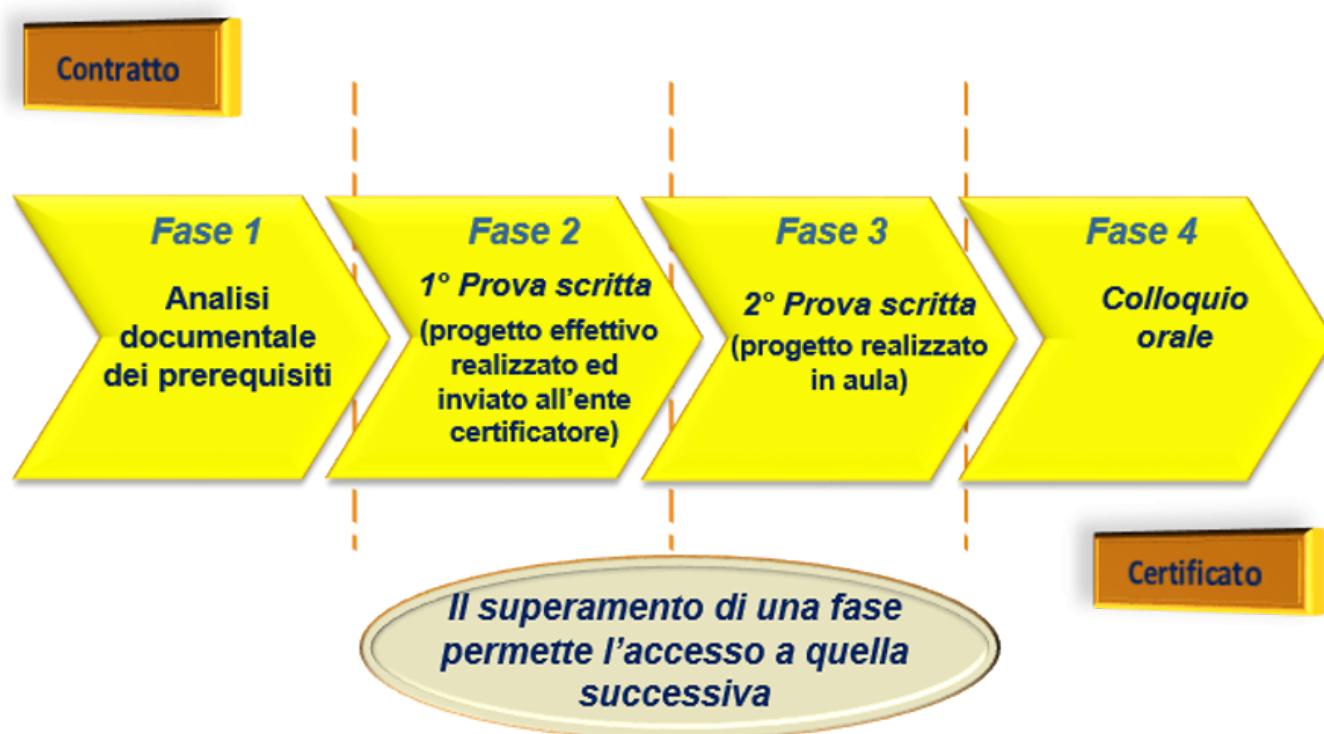 Contratto
Fase 1
Analisi
documentale
dei prerequisiti
Fase 2
1° Prova scritta
(progetto effettivo
realizzato ed
inviato all'ente
certificatore)
Fase 3
2° Prova scritta
(progetto realizzato
in aula)
Fase 4
Colloquio
orale
Certificato
Il superamento di una fase
permette l'accesso a quella
successiva